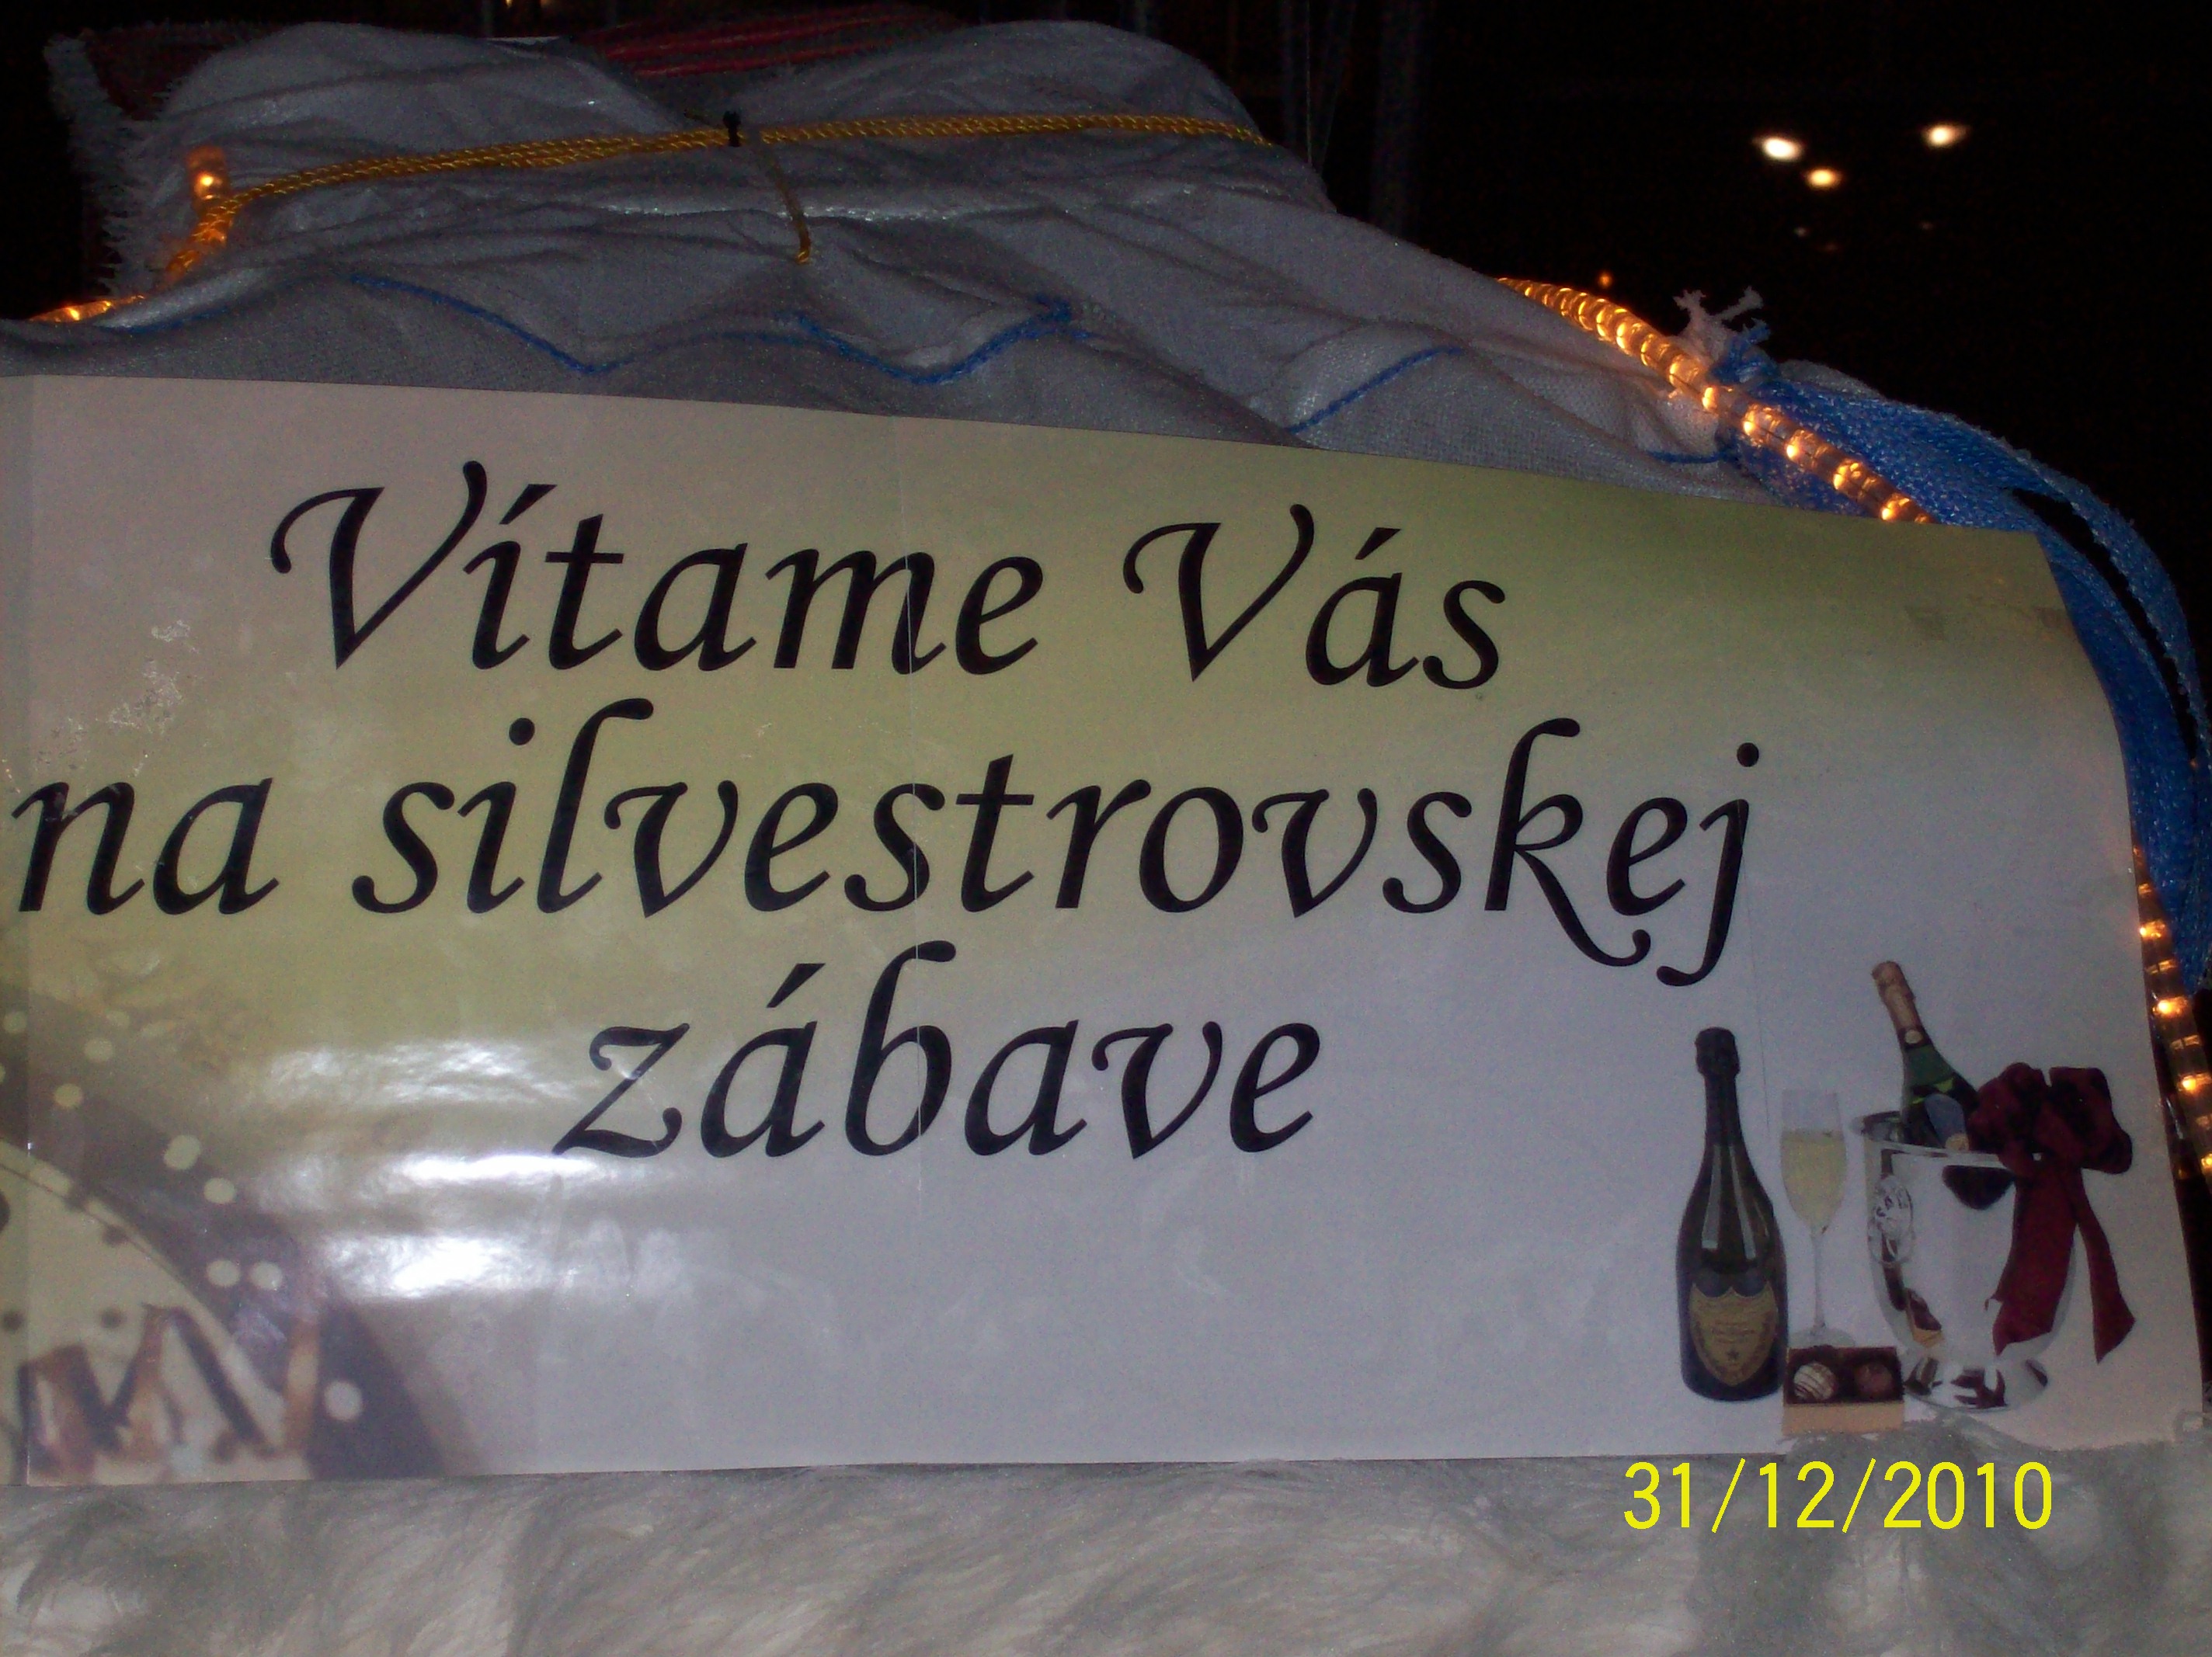 Vítame Vás
na silvestrovskej
zábave
31/12/2010